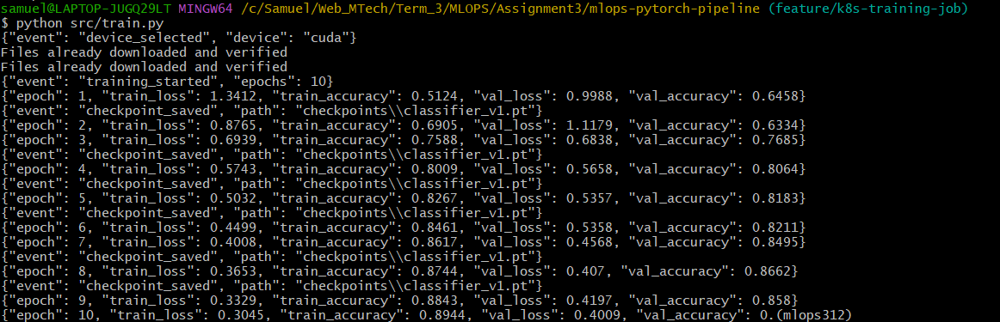 samuel@LAPTOP-JUGQ29LT MINGW64 /c/Samuel/Web_MTech/Term_3/MLOPS/Assignment3/mlops-pytorch-pipeline (feature/k8s-training-job)
$ python src/train.py
{"event": "device_selected", "device": "cuda"}
Files already downloaded and verified
Files already downloaded and verified
{"event": "training_started", "epochs": 10}
{"epoch": 1, "train_loss": 1.3412, "train_accuracy": 0.5124, "val_loss": 0.9988, "val_accuracy": 0.6458}
{"event": "checkpoint_saved", "path": "checkpoints\\classifier_v1.pt"}
{"epoch": 2, "train_loss": 0.8765, "train_accuracy": 0.6905, "val_loss": 1.1179, "val_accuracy": 0.6334}
{"epoch": 3, "train_loss": 0.6939, "train_accuracy": 0.7588, "val_loss": 0.6838, "val_accuracy": 0.7685}
{"event": "checkpoint_saved", "path": "checkpoints\\classifier_v1.pt"}
{"epoch": 4, "train_loss": 0.5743, "train_accuracy": 0.8009, "val_loss": 0.5658, "val_accuracy": 0.8064}
{"event": "checkpoint_saved", "path": "checkpoints\\classifier_v1.pt"}
{"epoch": 5, "train_loss": 0.5032, "train_accuracy": 0.8267, "val_loss": 0.5357, "val_accuracy": 0.8183}
{"event": "checkpoint_saved", "path": "checkpoints\\classifier_v1.pt"}
{"epoch": 6, "train_loss": 0.4499, "train_accuracy": 0.8461, "val_loss": 0.5358, "val_accuracy": 0.8211}
{"epoch": 7, "train_loss": 0.4008, "train_accuracy": 0.8617, "val_loss": 0.4568, "val_accuracy": 0.8495}
{"event": "checkpoint_saved", "path": "checkpoints\\classifier_v1.pt"}
{"epoch": 8, "train_loss": 0.3653, "train_accuracy": 0.8744, "val_loss": 0.407, "val_accuracy": 0.8662}
{"event": "checkpoint_saved", "path": "checkpoints\\classifier_v1.pt"}
{"epoch": 9, "train_loss": 0.3329, "train_accuracy": 0.8843, "val_loss": 0.4197, "val_accuracy": 0.858}
{"epoch": 10, "train_loss": 0.3045, "train_accuracy": 0.8944, "val_loss": 0.4009, "val_accuracy": 0.(mlops312)